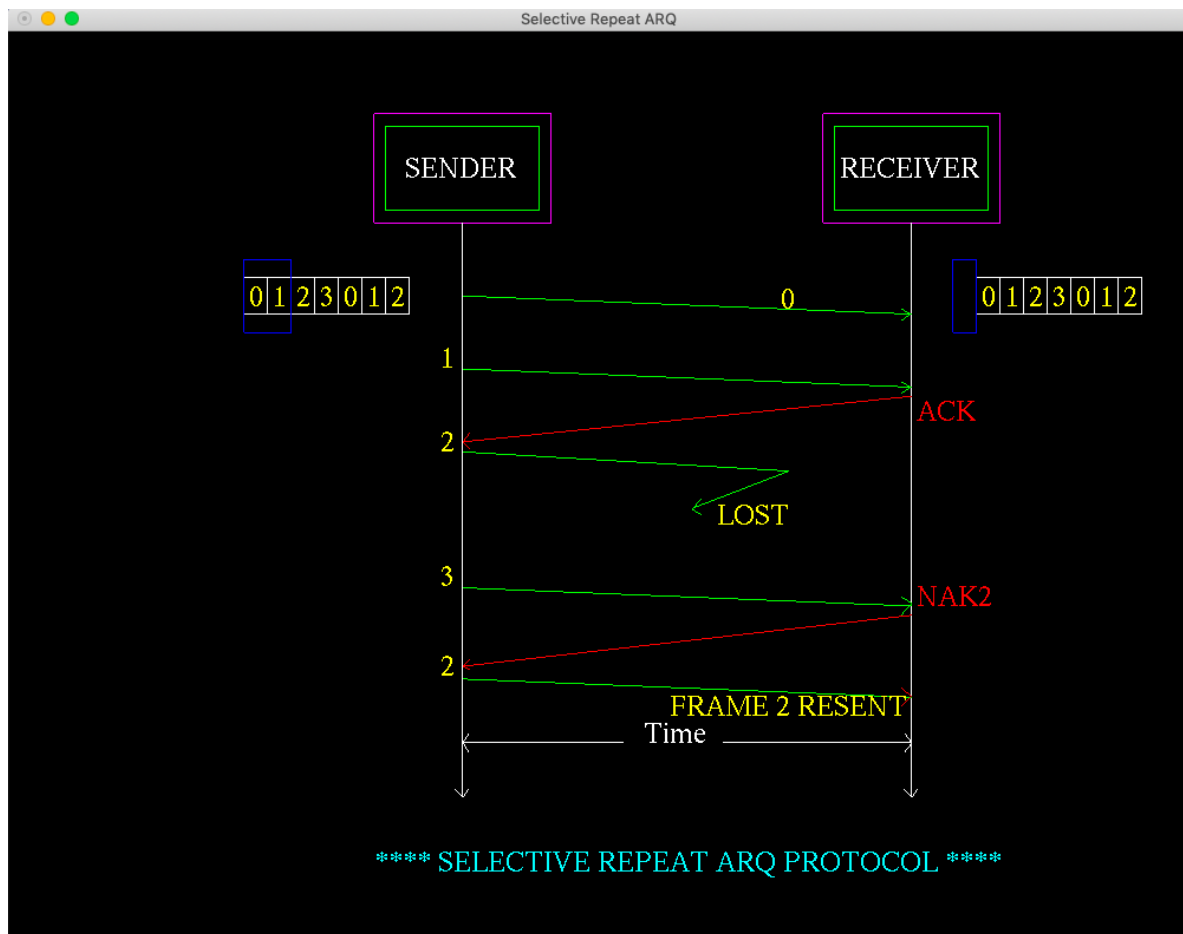 Selective Repeat ARQ
SENDER
RECEIVER
0 1 2 3 0 1 2
0
0 1 2 3 0 1 2
1
ACK
2
LOST
3
NAK2
2
FRAME 2 RESENT
Time
**** SELECTIVE REPEAT ARQ PROTOCOL ****